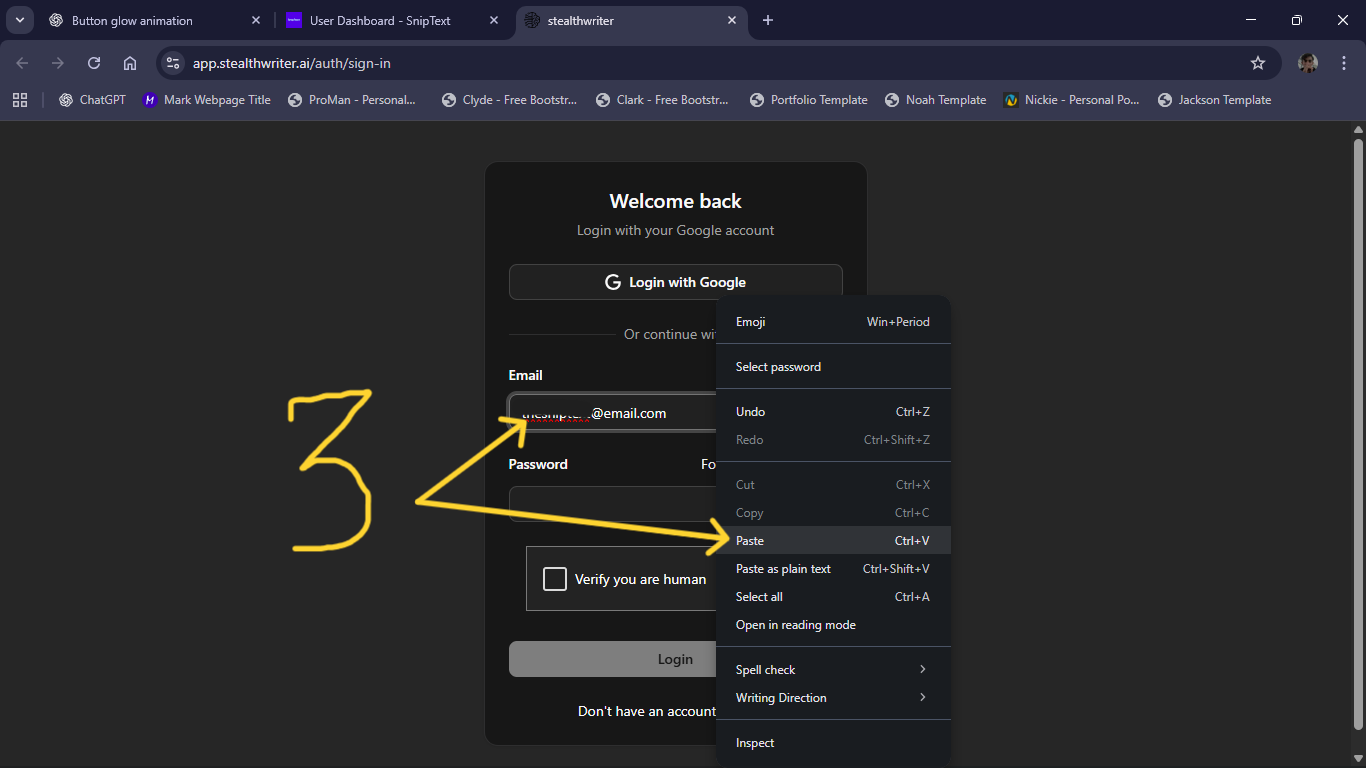 Button glow animation
User Dashboard - SnipText
stealthwriter
app.stealthwriter.ai/auth/sign-in
ChatGPT
Mark Webpage Title
ProMan - Personal...
Clyde - Free Bootstr...
Clark - Free Bootstr...
Portfolio Template
Noah Template
Nickie - Personal Po...
Jackson Template
Welcome back
Login with your Google account
G Login with Google
Or continue wi
Email
@email.com
Password Fo
Verify you are human
Login
Don't have an account
3
Emoji Win+Period
Select password
Undo Ctrl+Z
Redo Ctrl+Shift+Z
Cut Ctrl+X
Copy Ctrl+C
Paste Ctrl+V
Paste as plain text Ctrl+Shift+V
Select all Ctrl+A
Open in reading mode
Spell check
Writing Direction
Inspect